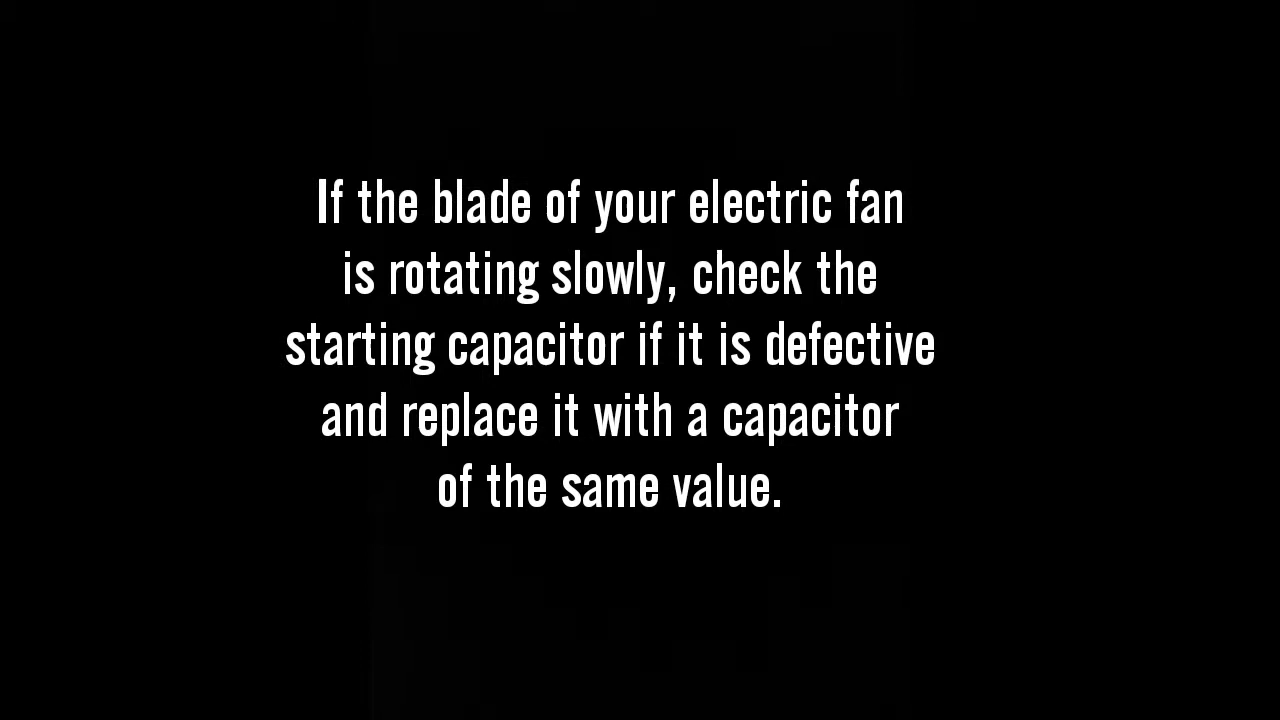 If the blade of your electric fan
is rotating slowly, check the
starting capacitor if it is defective
and replace it with a capacitor
of the same value.